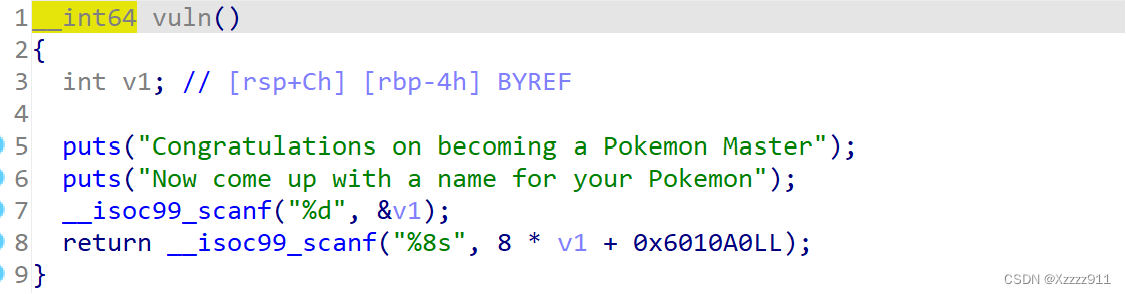 1 __int64 vuln()
2 {
3   int v1; // [rsp+Ch] [rbp-4h] BYREF
4
5   puts("Congratulations on becoming a Pokemon Master");
6   puts("Now come up with a name for your Pokemon");
7   __isoc99_scanf("%d", &v1);
8   return __isoc99_scanf("%8s", 8 * v1 + 0x6010A0LL);
9 }
CSDN @Xzzzz911